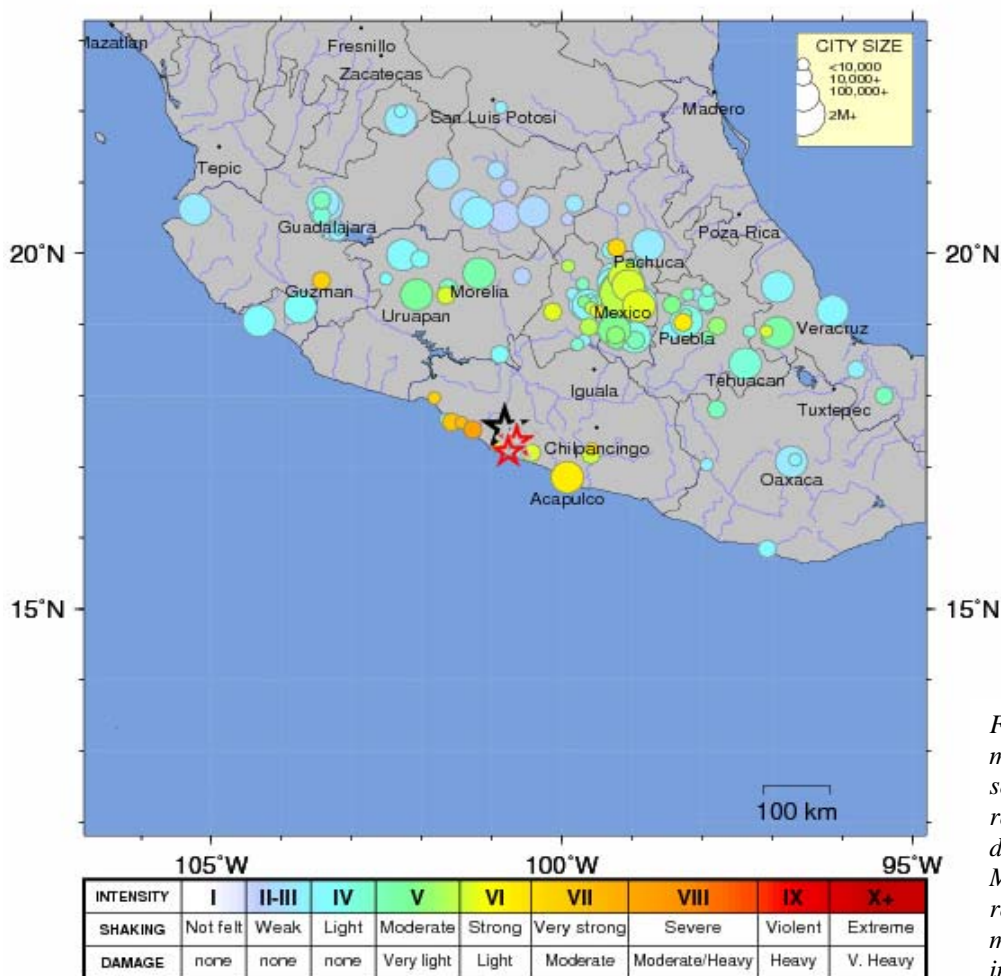 Mazatlan
Fresnillo
Zacatecas
San Luis Potosi
Madero
CITY SIZE
<10,000
10,000+
100,000+
2M+
Tepic
Guadalajara
Poza Rica
20°N
20°N
Pachuca
Guzman
Morelia
Uruapan
Mexico
Puebla
Veracruz
Tehuacan
Iguala
Tuxtepec
Chilpancingo
Oaxaca
Acapulco
15°N
15°N
100 km
105°W
100°W
95°W
INTENSITY I II-III IV V VI VII VIII IX X+
SHAKING Not felt Weak Light Moderate Strong Very strong Severe Violent Extreme
DAMAGE none none none Very light Light Moderate Moderate/Heavy Heavy V. Heavy